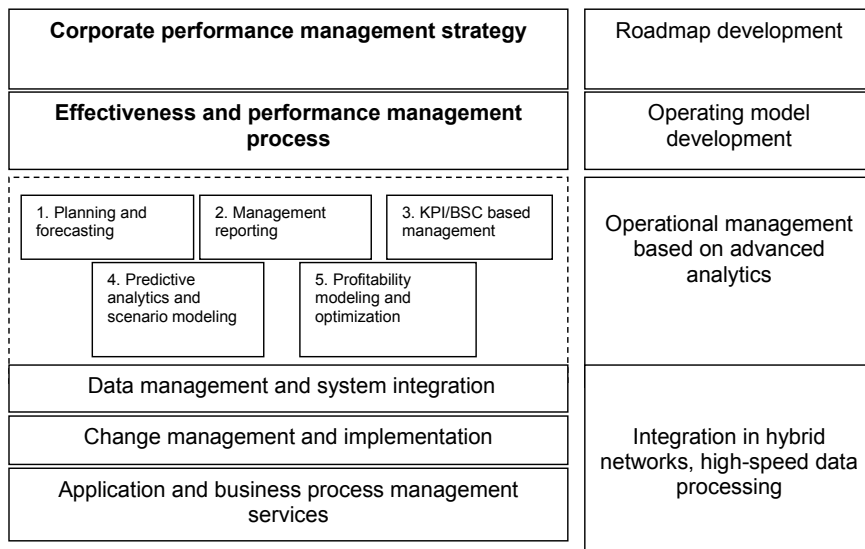 Corporate performance management strategy
Roadmap development
Effectiveness and performance management
process
Operating model
development
1. Planning and
forecasting
2. Management
reporting
3. KPI/BSC based
management
4. Predictive
analytics and
scenario modeling
5. Profitability
modeling and
optimization
Operational management
based on advanced
analytics
Data management and system integration
Change management and implementation
Application and business process management
services
Integration in hybrid
networks, high-speed data
processing